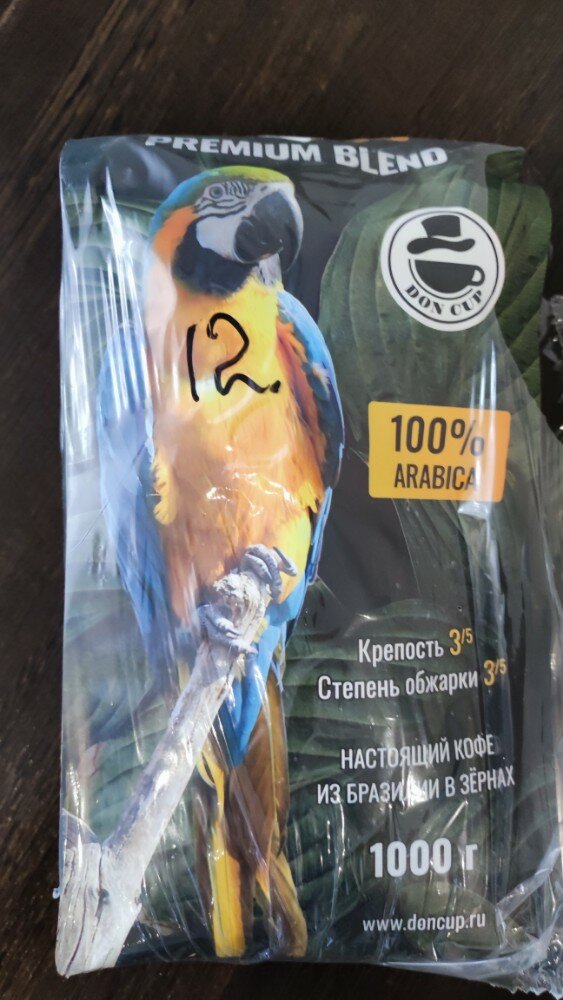 PREMIUM BLEND
DON CUP
12
100%
ARABICA
Крепость 3/5
Степень обжарки 3/5
НАСТОЯЩИЙ КОФЕ
ИЗ БРАЗИЛИИ В ЗЁРНАХ
1000 г
www.doncup.ru